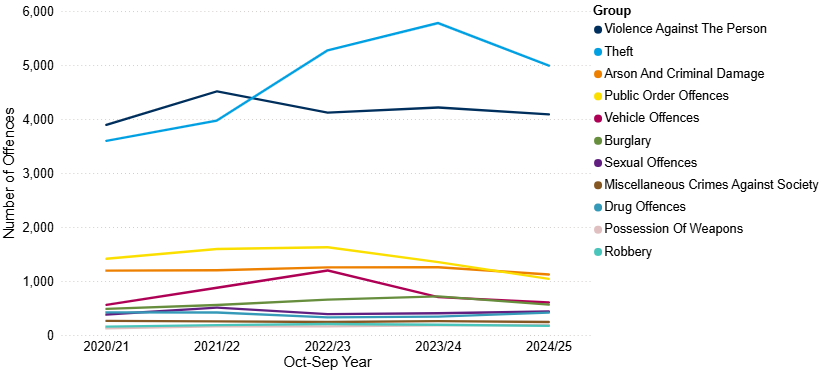 6,000
5,000
4,000
3,000
2,000
1,000
0
Number of Offences
2020/21 2021/22 2022/23 2023/24 2024/25
Oct-Sep Year
Group
Violence Against The Person
Theft
Arson And Criminal Damage
Public Order Offences
Vehicle Offences
Burglary
Sexual Offences
Miscellaneous Crimes Against Society
Drug Offences
Possession Of Weapons
Robbery